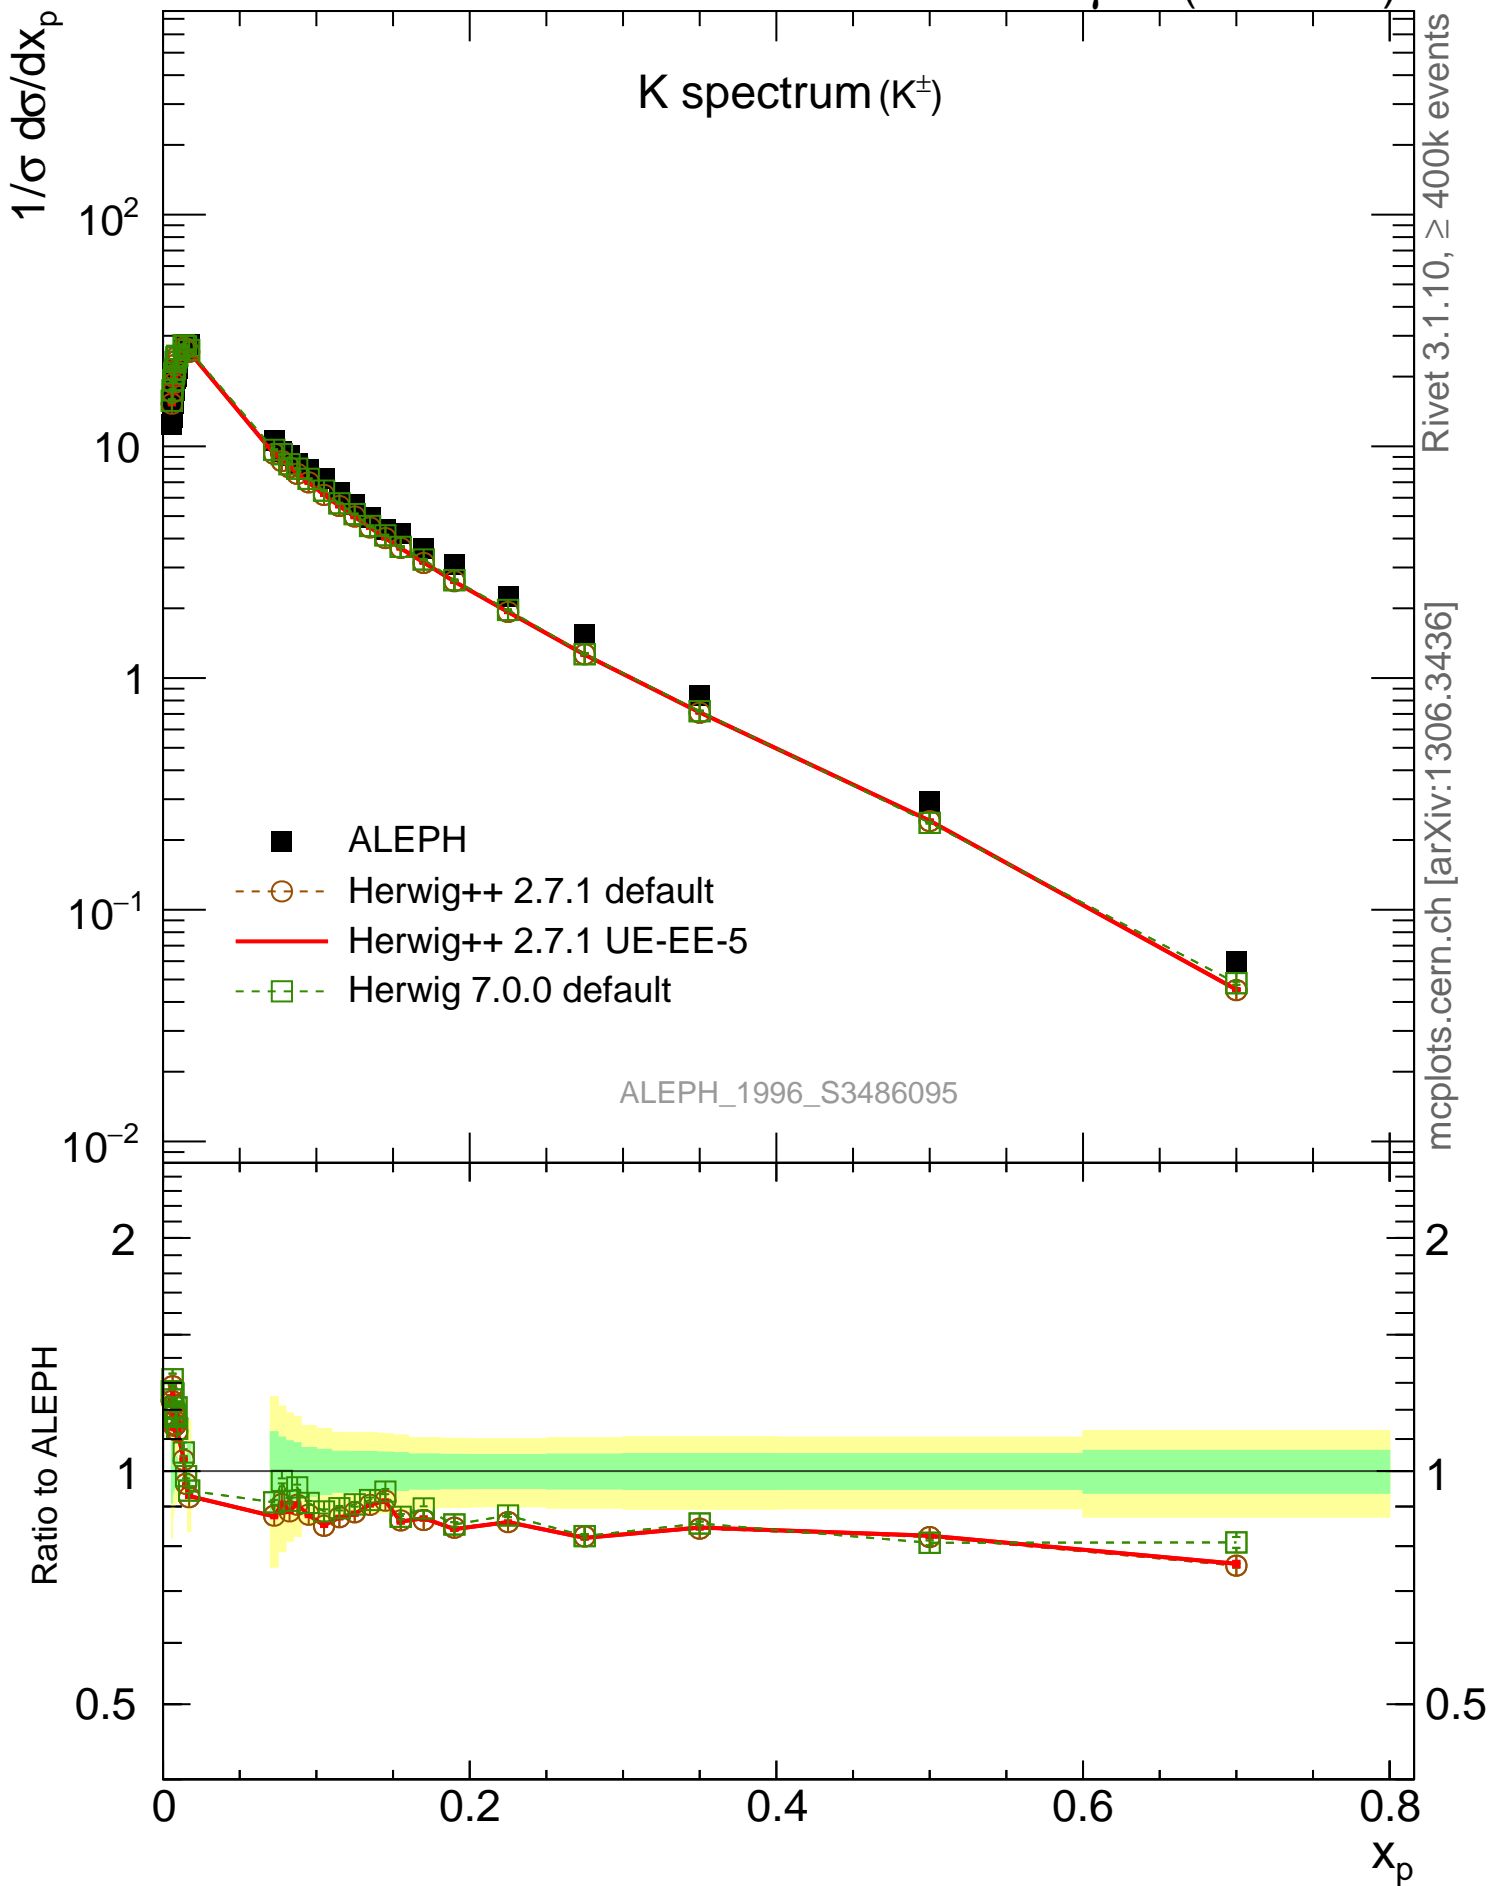 K spectrum (K±)
1/σ dσ/dxp
10²
10
1
10⁻¹
10⁻²
ALEPH
Herwig++ 2.7.1 default
Herwig++ 2.7.1 UE-EE-5
Herwig 7.0.0 default
ALEPH_1996_S3486095
Rivet 3.1.10, ≥ 400k events
mcplots.cern.ch [arXiv:1306.3436]
Ratio to ALEPH
2
1
0.5
2
1
0.5
0
0.2
0.4
0.6
0.8
xp